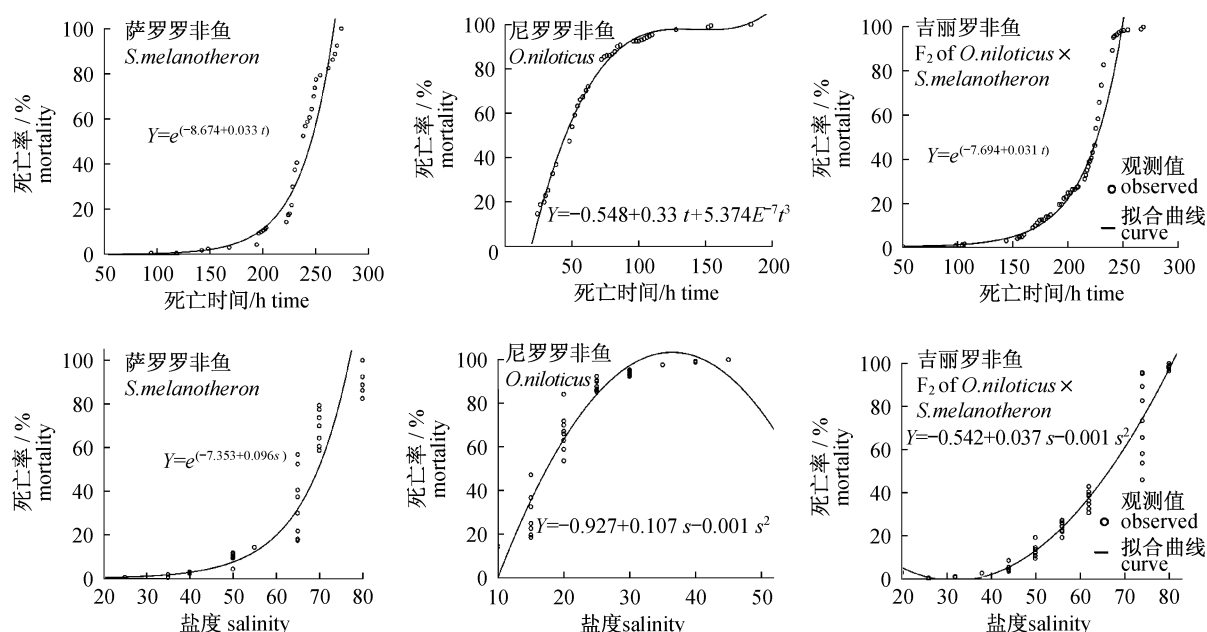 萨罗罗非鱼
S.melanotheron
Y=e^(−8.674+0.033 t)
死亡率 / %
mortality
100
80
60
40
20
0
50 100 150 200 250 300
死亡时间/h time
尼罗罗非鱼
O.niloticus
Y=−0.548+0.33 t+5.374E^−7t^3
死亡率 / %
mortality
100
80
60
40
20
0
50 100 150 200
死亡时间/h time
吉丽罗非鱼
F₂ of O.niloticus ×
S.melanotheron
Y=e^(−7.694+0.031 t)
观测值
observed
拟合曲线
curve
死亡率 / %
mortality
100
80
60
40
20
0
50 100 150 200 250 300
死亡时间/h time
萨罗罗非鱼
S.melanotheron
Y=e^(−7.353+0.096s )
死亡率 / %
mortality
100
80
60
40
20
0
20 30 40 50 60 70 80
盐度 salinity
尼罗罗非鱼
O.niloticus
Y=−0.927+0.107 s−0.001 s²
死亡率 / %
mortality
100
80
60
40
20
0
10 20 30 40 50
盐度salinity
吉丽罗非鱼
F₂ of O.niloticus ×
S.melanotheron
Y=−0.542+0.037 s−0.001 s²
观测值
observed
拟合曲线
curve
死亡率 / %
mortality
100
80
60
40
20
0
20 30 40 50 60 70 80
盐度 salinity